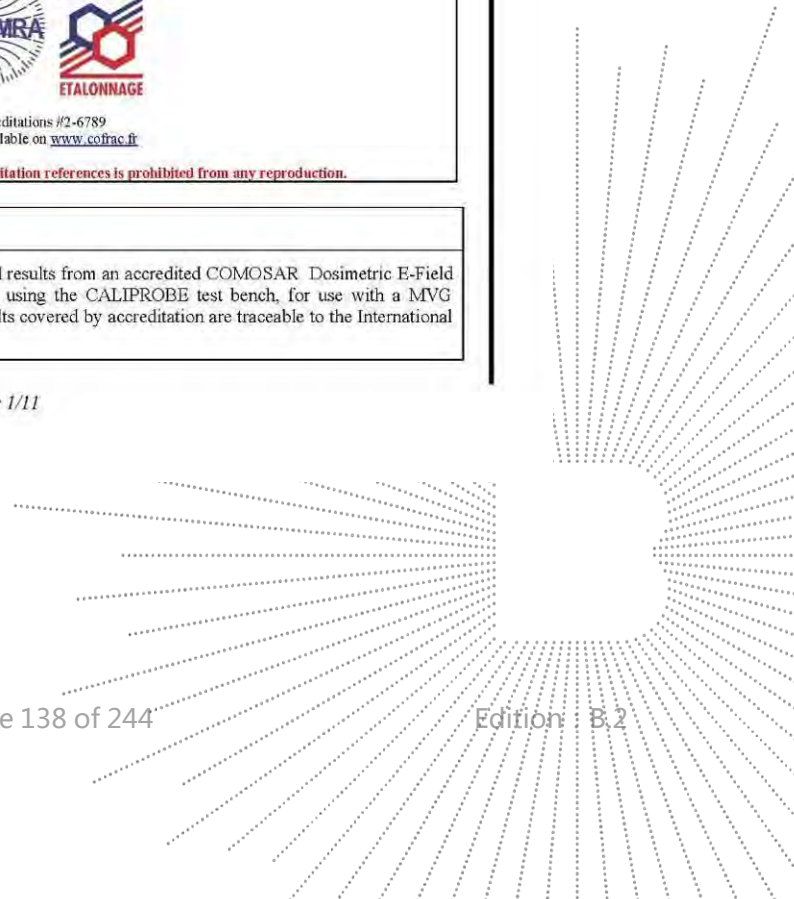 MRA
ETALONNAGE
editations #2-6789
lable on www.cofrac.fr
itation references is prohibited from any reproduction.
l results from an accredited COMOSAR Dosimetric E-Field
using the CALIPROBE test bench, for use with a MVG
lts covered by accreditation are traceable to the International
1/11
e 138 of 244
Edition : B.2